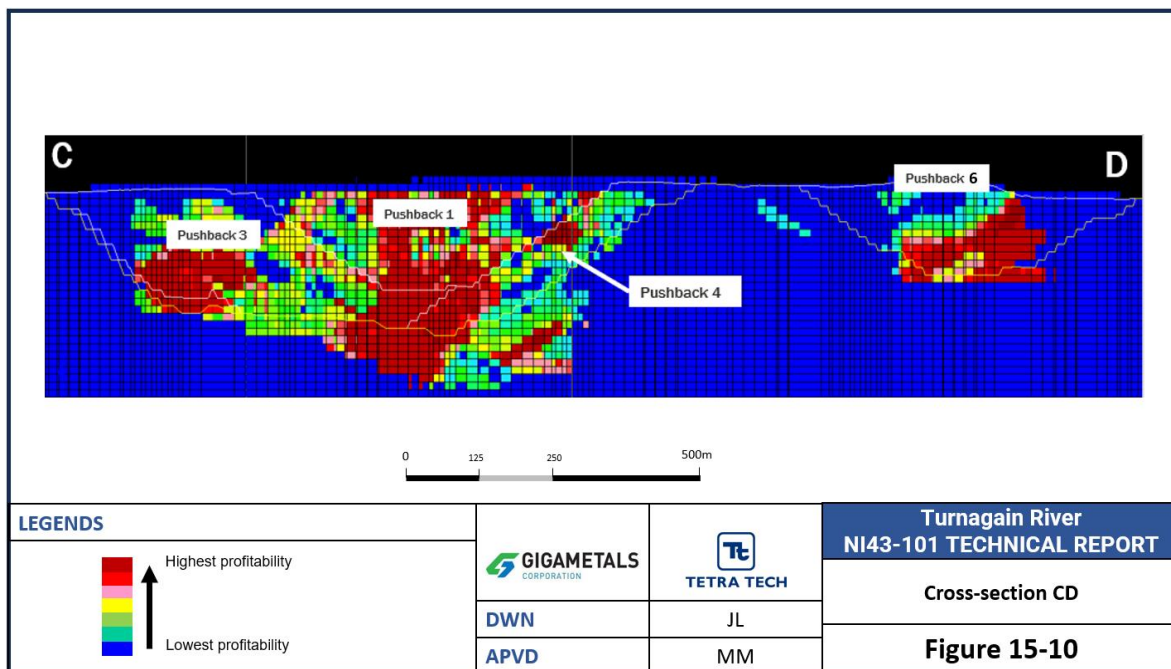 C
D
Pushback 6
Pushback 1
Pushback 3
Pushback 4
0
125
250
500m
LEGENDS
Highest profitability
Lowest profitability
GIGAMETALS
CORPORATION
Tt
TETRA TECH
DWN
JL
APVD
MM
Turnagain River
NI43-101 TECHNICAL REPORT
Cross-section CD
Figure 15-10